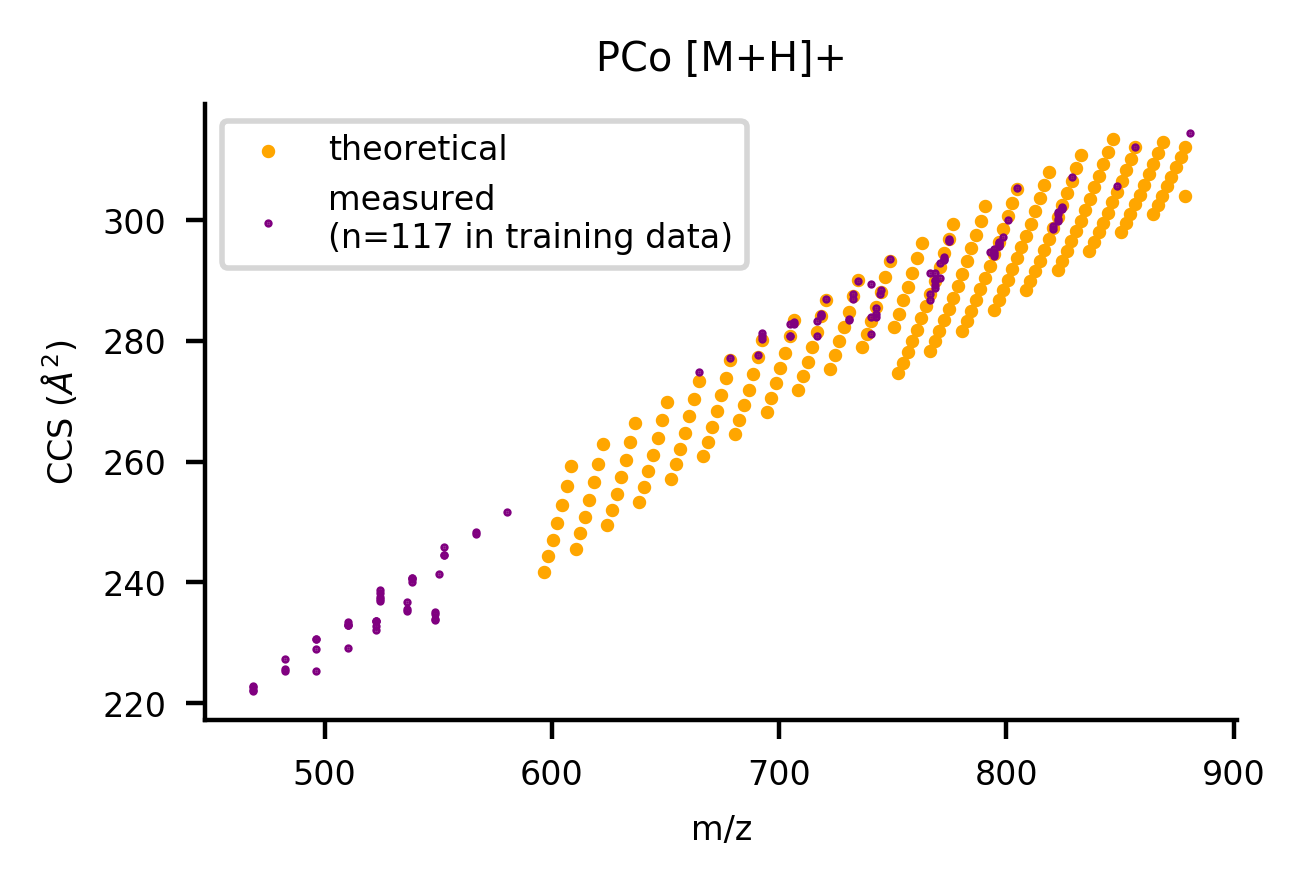 PCo [M+H]+
theoretical
measured
(n=117 in training data)
CCS (Å²)
300
280
260
240
220
500 600 700 800 900
m/z